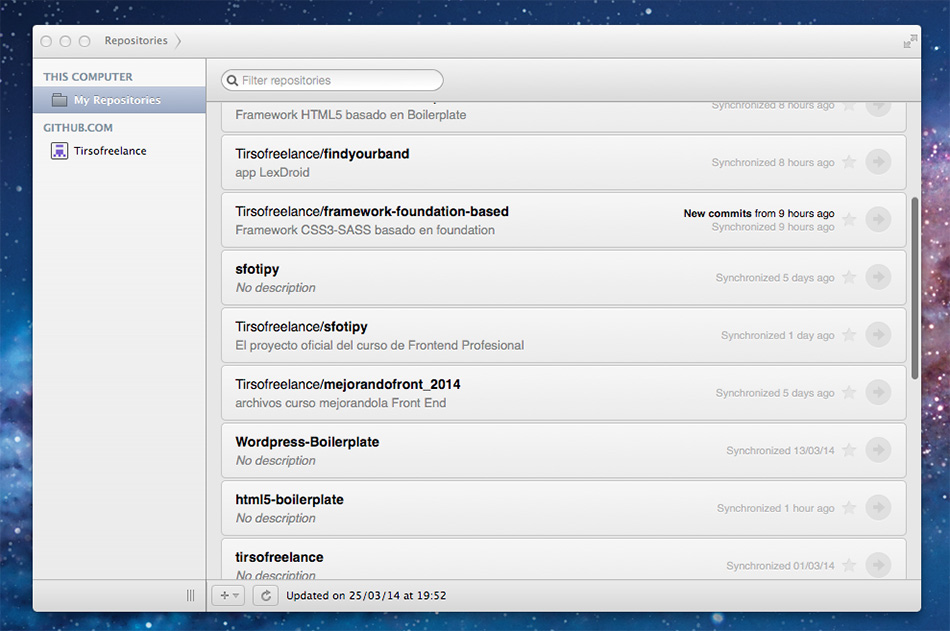 Repositories
THIS COMPUTER
My Repositories
GITHUB.COM
Tirsofreelance
Filter repositories
Synchronized 8 hours ago
Framework HTML5 basado en Boilerplate
Tirsofreelance/findyourband
app LexDroid
Synchronized 8 hours ago
Tirsofreelance/framework-foundation-based
Framework CSS3-SASS basado en foundation
New commits from 9 hours ago
Synchronized 9 hours ago
sfotipy
No description
Synchronized 5 days ago
Tirsofreelance/sfotipy
El proyecto oficial del curso de Frontend Profesional
Synchronized 1 day ago
Tirsofreelance/mejorandofront_2014
archivos curso mejorandola Front End
Synchronized 5 days ago
Wordpress-Boilerplate
No description
Synchronized 13/03/14
html5-boilerplate
No description
Synchronized 1 hour ago
tirsofreelance
No description
Synchronized 01/03/14
Updated on 25/03/14 at 19:52